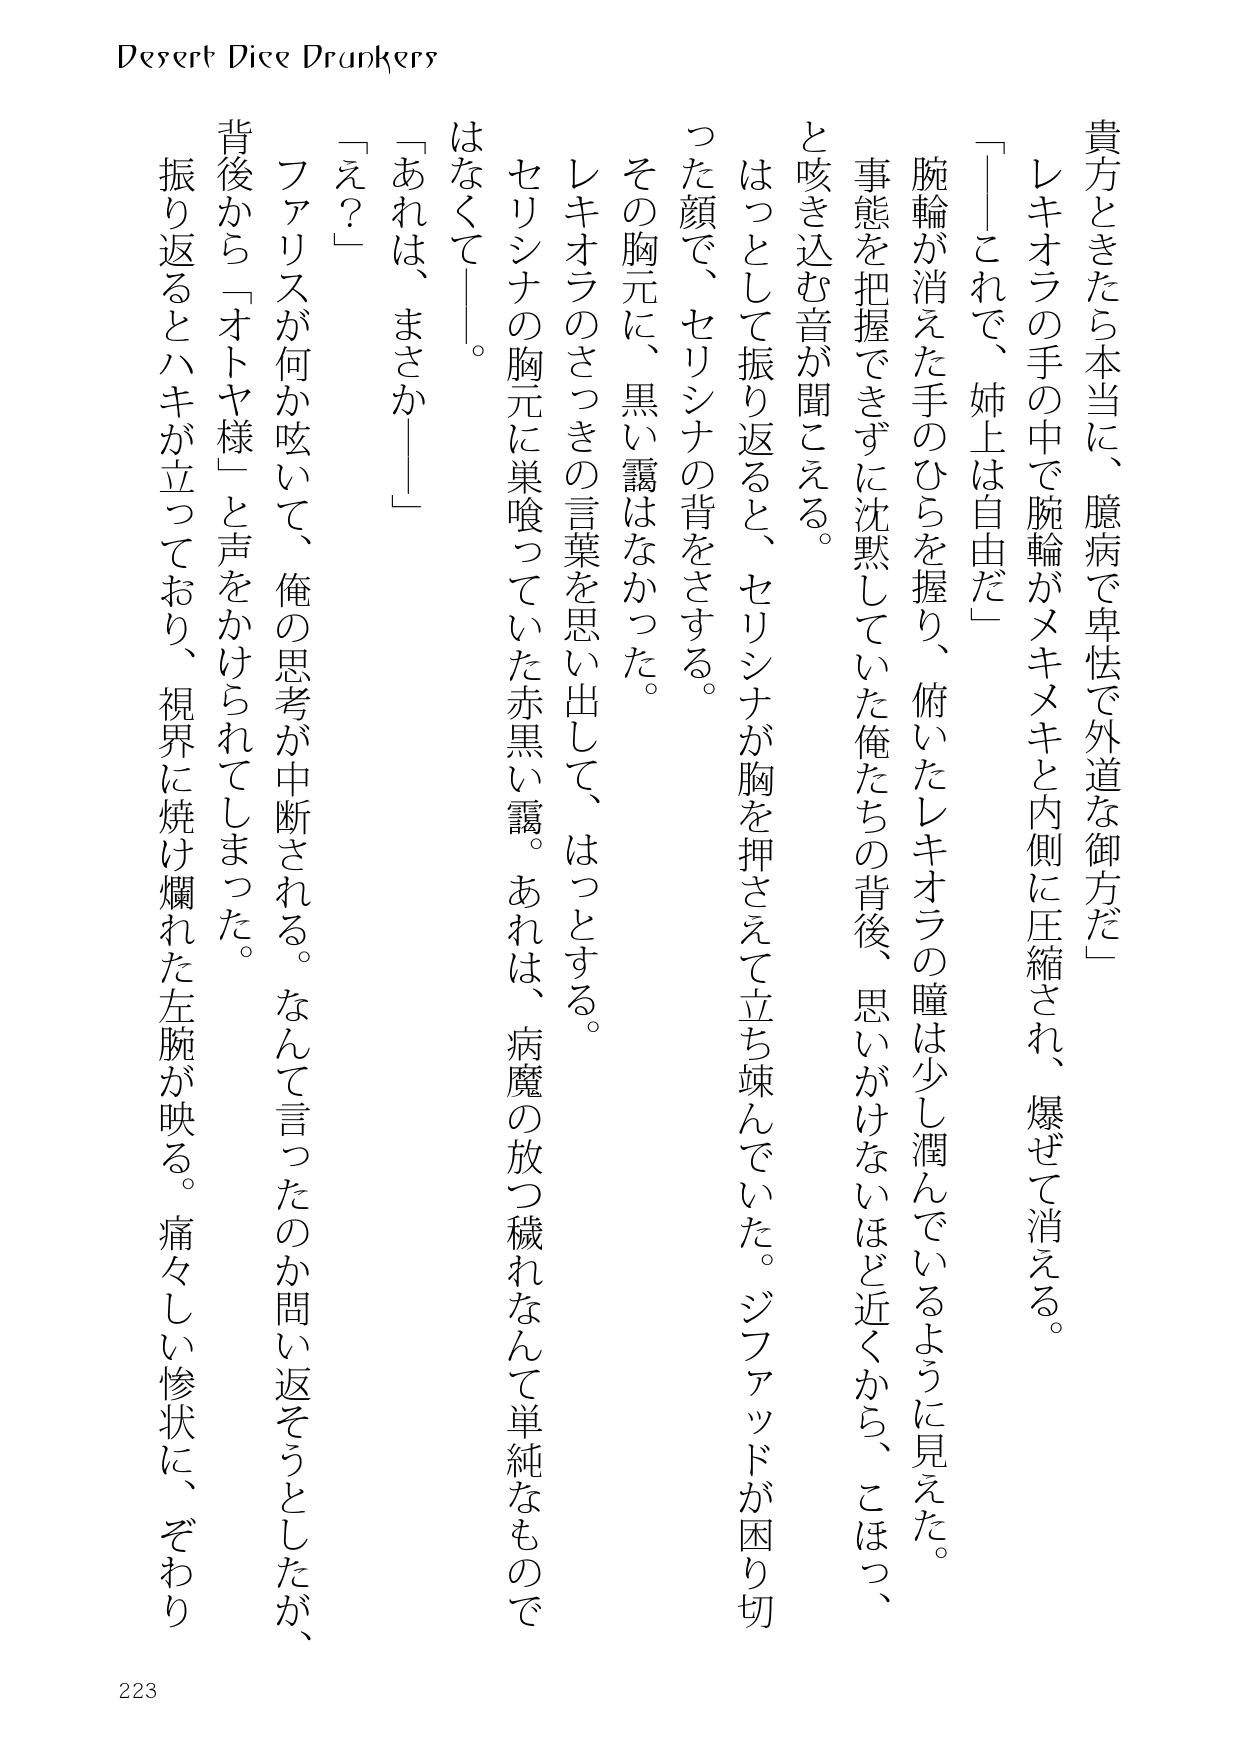 Desert Dice Drunkers
貴方ときたら本当に、臆病で卑怯で外道な御方だ」
レキオラの手の中で腕輪がメキメキと内側に圧縮され、爆ぜて消える。
「――これで、姉上は自由だ」
腕輪が消えた手のひらを握り、俯いたレキオラの瞳は少し潤んでいるように見えた。
事態を把握できずに沈黙していた俺たちの背後、思いがけないほど近くから、こほっ、
と咳き込む音が聞こえる。
はっとして振り返ると、セリシナが胸を押さえて立ち竦んでいた。ジファッドが困り切
った顔で、セリシナの背をさする。
その胸元に、黒い靄はなかった。
レキオラのさっきの言葉を思い出して、はっとする。
セリシナの胸元に巣喰っていた赤黒い靄。あれは、病魔の放つ穢れなんて単純なもので
はなくて――。
「あれは、まさか――」
「え？」
ファリスが何か呟いて、俺の思考が中断される。なんて言ったのか問い返そうとしたが、
背後から「オトヤ様」と声をかけられてしまった。
振り返るとハキが立っており、視界に焼け爛れた左腕が映る。痛々しい惨状に、ぞわり
223